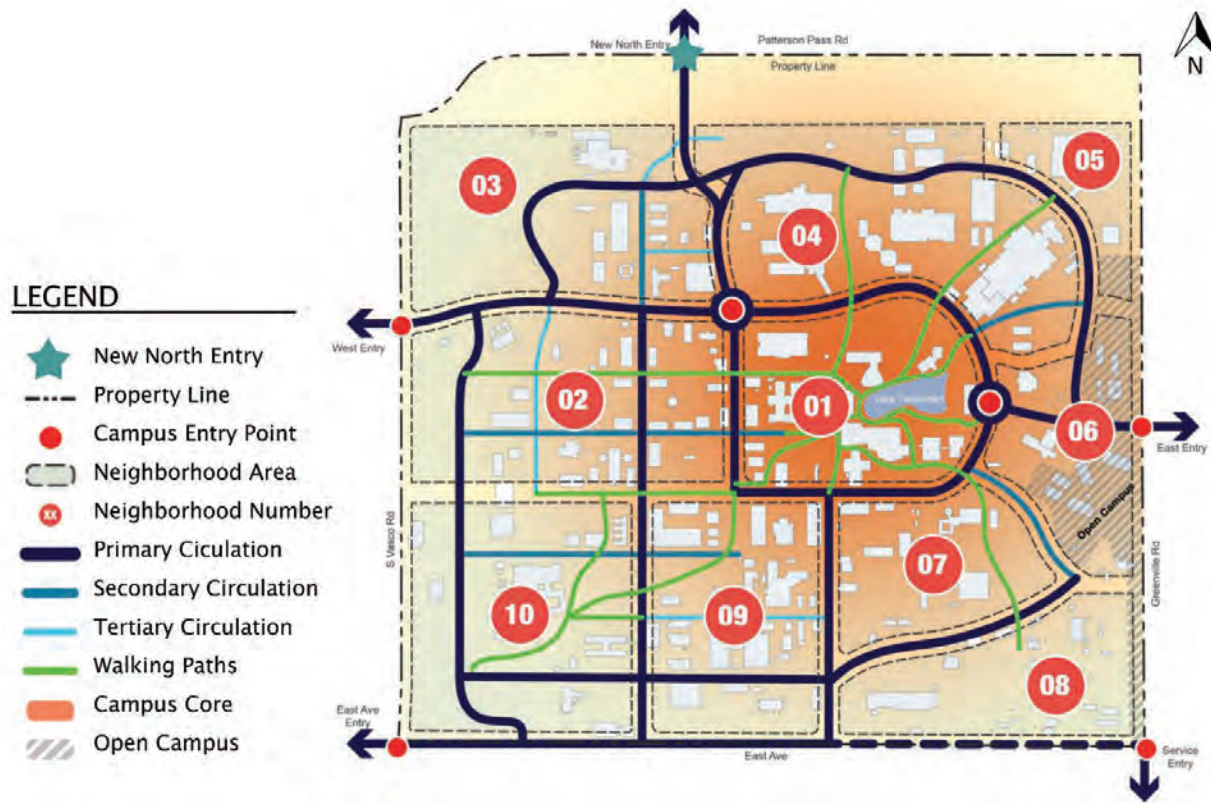 New North Entry
Patterson Pass Rd
Property Line
N
03
05
04
LEGEND
New North Entry
Property Line
Campus Entry Point
Neighborhood Area
XX Neighborhood Number
Primary Ciculation
Secondary Circulation
Tertiary Circulation
Walking Paths
Campus Core
Open Campus
West Entry
02
01
06
East Entry
S Vasco Rd
Open Campus
Greenville Rd
07
10
09
08
East Ave
Entry
East Ave
Service
Entry